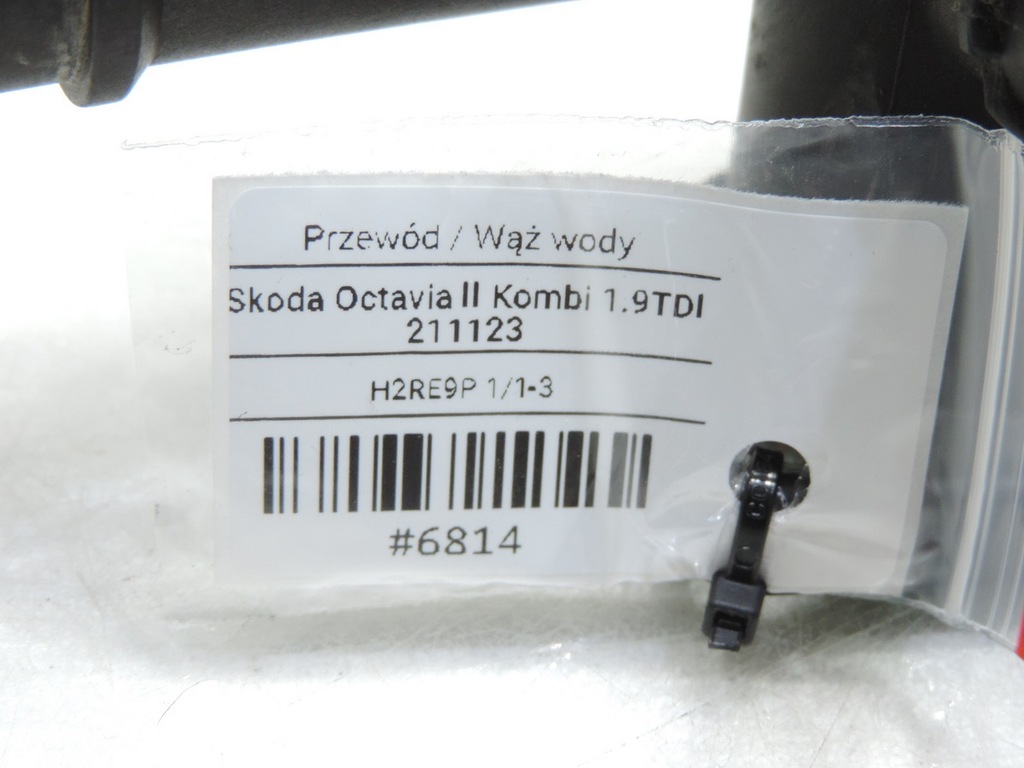 Przewód / Wąż wody
Skoda Octavia II Kombi 1.9TDI
211123
H2RE9P 1/1-3
#6814